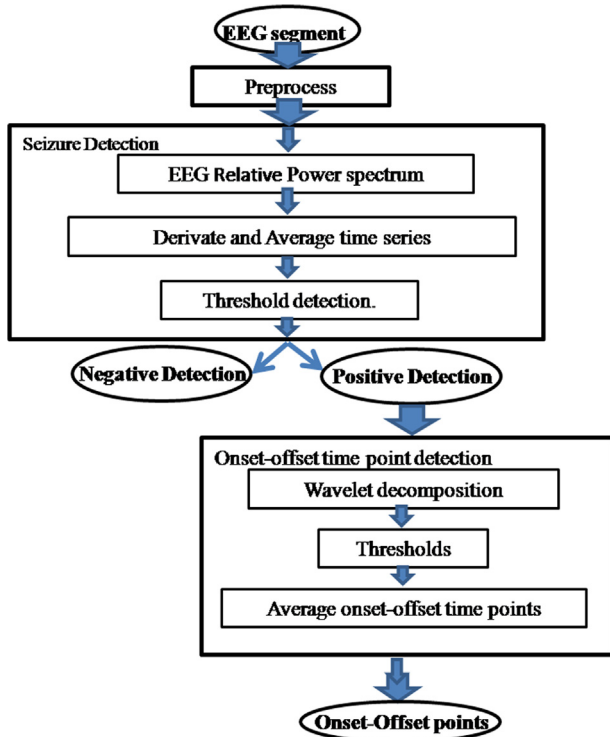 EEG segment
Preprocess
Seizure Detection
EEG Relative Power spectrum
Derivate and Average time series
Threshold detection.
Negative Detection
Positive Detection
Onset-offset time point detection
Wavelet decomposition
Thresholds
Average onset-offset time points
Onset-Offset points